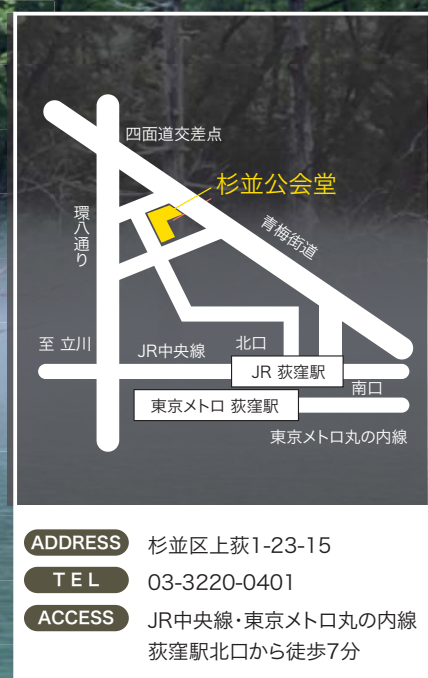 四面道交差点
杉並公会堂
環八通り
青梅街道
至 立川
JR中央線
北口
JR 荻窪駅
南口
東京メトロ 荻窪駅
東京メトロ丸の内線
ADDRESS 杉並区上荻1-23-15
TEL 03-3220-0401
ACCESS JR中央線・東京メトロ丸の内線
荻窪駅北口から徒歩7分